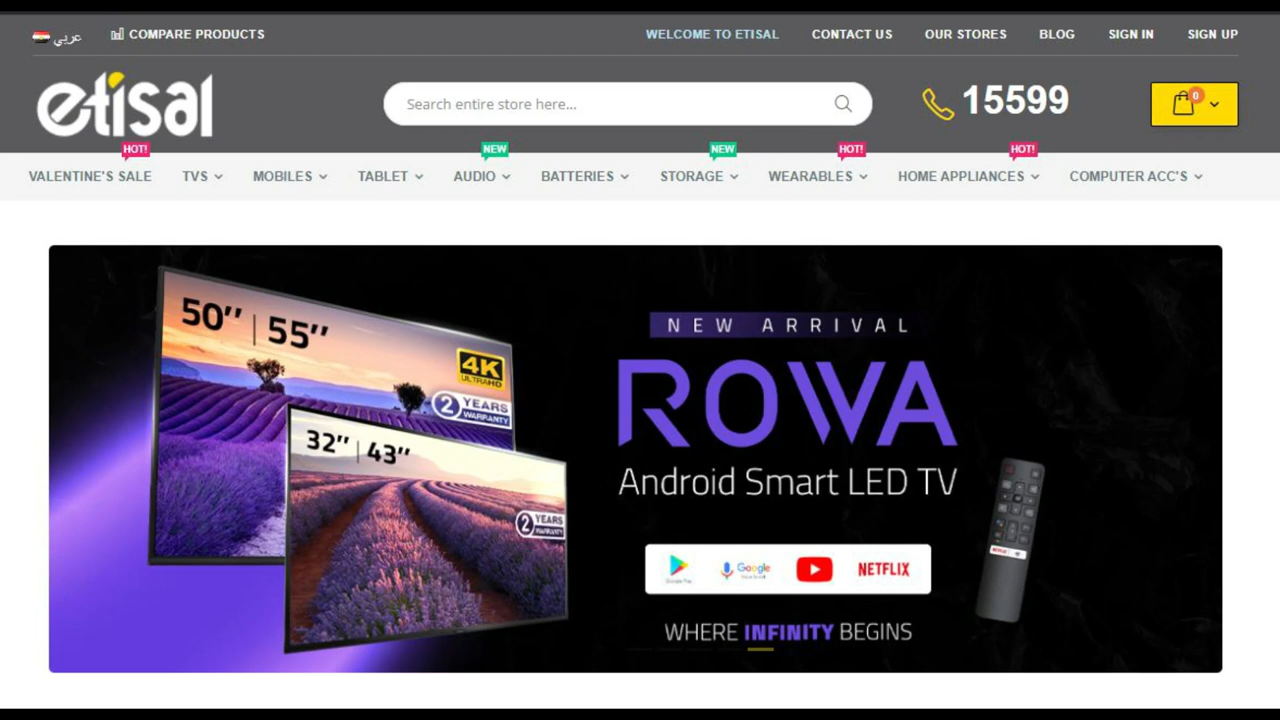 عربي COMPARE PRODUCTS WELCOME TO ETISAL CONTACT US OUR STORES BLOG SIGN IN SIGN UP
etisal Search entire store here... 15599 0
HOT! NEW NEW HOT! HOT!
VALENTINE'S SALE TVS MOBILES TABLET AUDIO BATTERIES STORAGE WEARABLES HOME APPLIANCES COMPUTER ACC'S
50’’ | 55’’
4K
ULTRA HD
2 YEARS
WARRANTY
32’’ | 43’’
2 YEARS
WARRANTY
NEW ARRIVAL
ROWA
Android Smart LED TV
Google Play Google NETFLIX
NETFLIX
WHERE INFINITY BEGINS